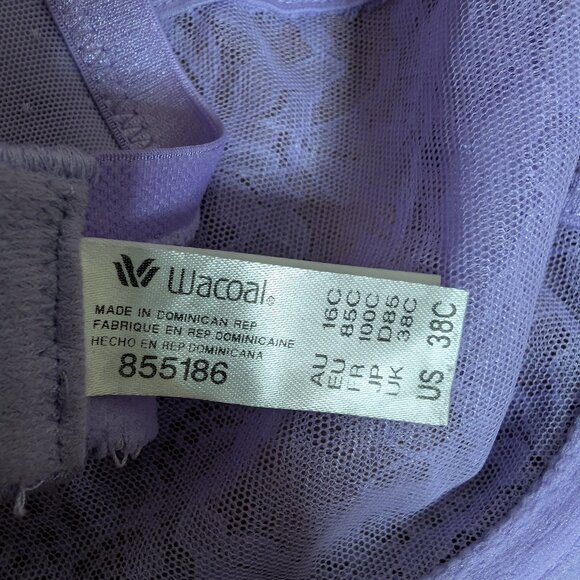 wacoal®
MADE IN DOMINICAN REP
FABRIQUE EN REP DOMINICAINE
HECHO EN REP DOMINICANA
855186
AU 16C
EU 85C
FR 100C
JP D85
UK 38C
US 38C